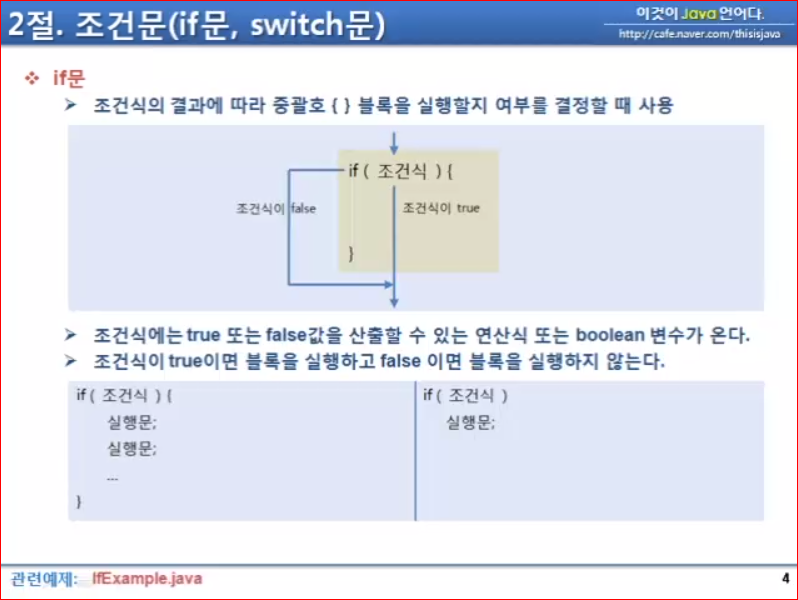 2절. 조건문(if문, switch문)
이것이 Java 언어다.
http://cafe.naver.com/thisisjava
❖ if문
➢ 조건식의 결과에 따라 중괄호 { } 블록을 실행할지 여부를 결정할 때 사용
if ( 조건식 ) {
조건식이 false
조건식이 true
}
➢ 조건식에는 true 또는 false값을 산출할 수 있는 연산식 또는 boolean 변수가 온다.
➢ 조건식이 true이면 블록을 실행하고 false 이면 블록을 실행하지 않는다.
if ( 조건식 ) {
실행문;
실행문;
...
}
if ( 조건식 )
실행문;
관련예제: IfExample.java
4